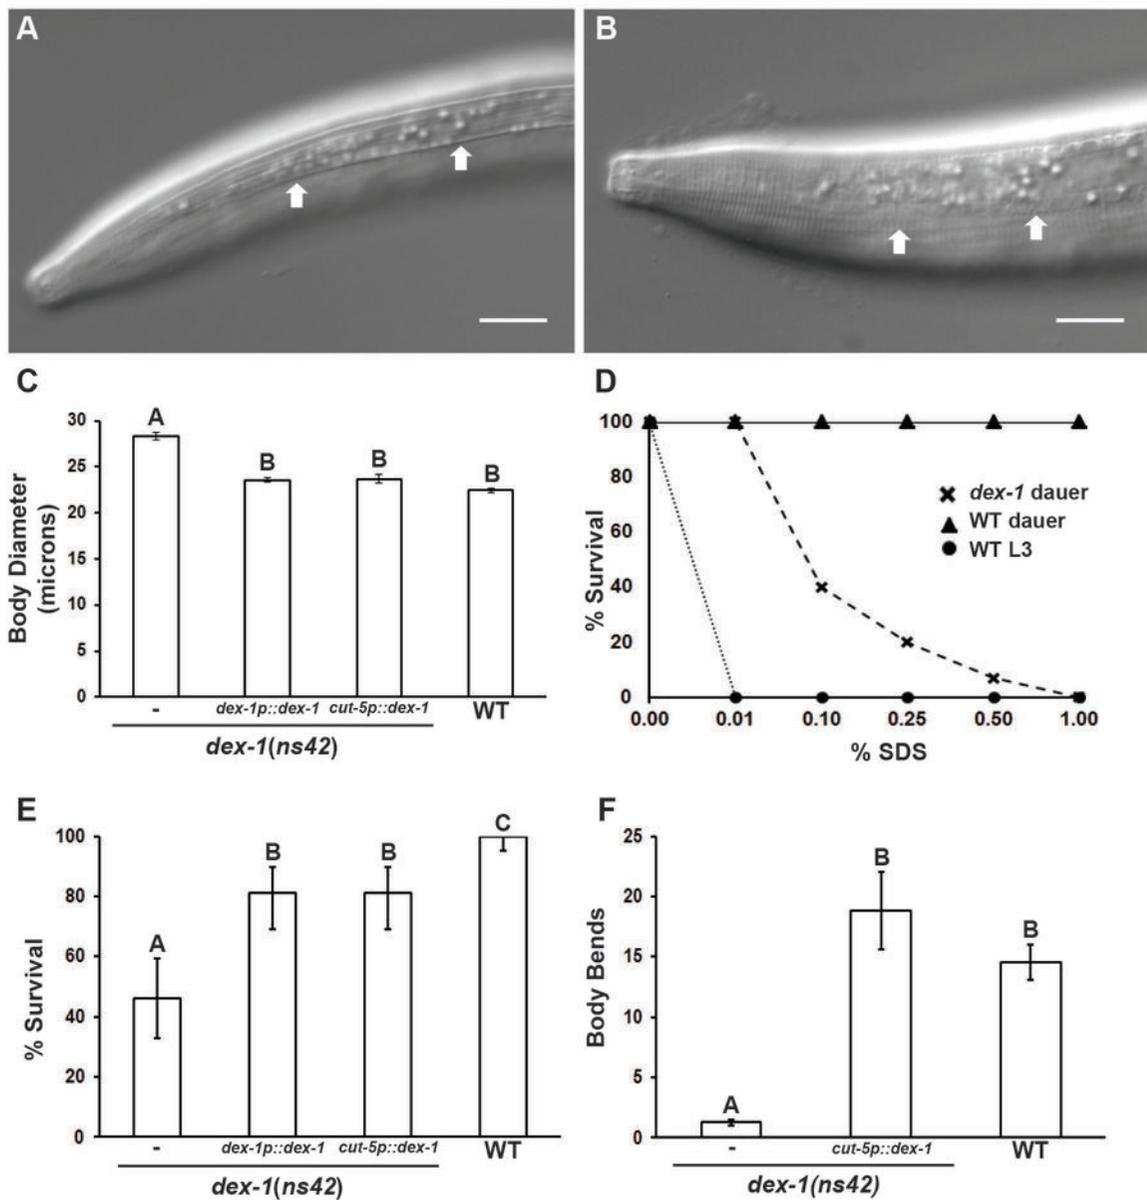 A
B
C
30
25
20
15
10
5
0
Body Diameter
(microns)
A
B
B
B
-
dex-1p::dex-1
cut-5p::dex-1
WT
dex-1(ns42)
D
100
80
60
40
20
0
% Survival
dex-1 dauer
WT dauer
WT L3
0.00 0.01 0.10 0.25 0.50 1.00
% SDS
E
100
80
60
40
20
0
% Survival
A
B
B
C
-
dex-1p::dex-1
cut-5p::dex-1
WT
dex-1(ns42)
F
25
20
15
10
5
0
Body Bends
A
B
B
-
cut-5p::dex-1
WT
dex-1(ns42)